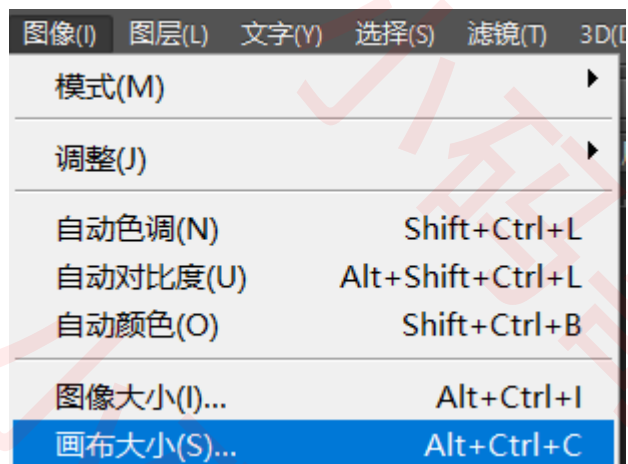 图像(I) 图层(L) 文字(Y) 选择(S) 滤镜(T) 3D(D
模式(M)
调整(J)
自动色调(N) Shift+Ctrl+L
自动对比度(U) Alt+Shift+Ctrl+L
自动颜色(O) Shift+Ctrl+B
图像大小(I)... Alt+Ctrl+I
画布大小(S)... Alt+Ctrl+C